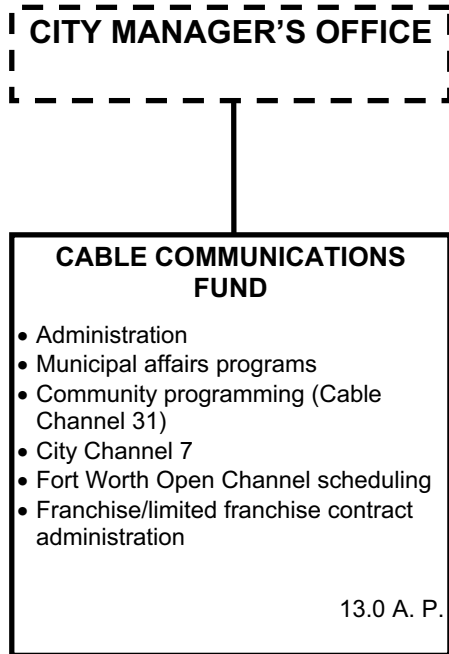 CITY MANAGER'S OFFICE
CABLE COMMUNICATIONS
FUND
• Administration
• Municipal affairs programs
• Community programming (Cable
Channel 31)
• City Channel 7
• Fort Worth Open Channel scheduling
• Franchise/limited franchise contract
administration
13.0 A. P.